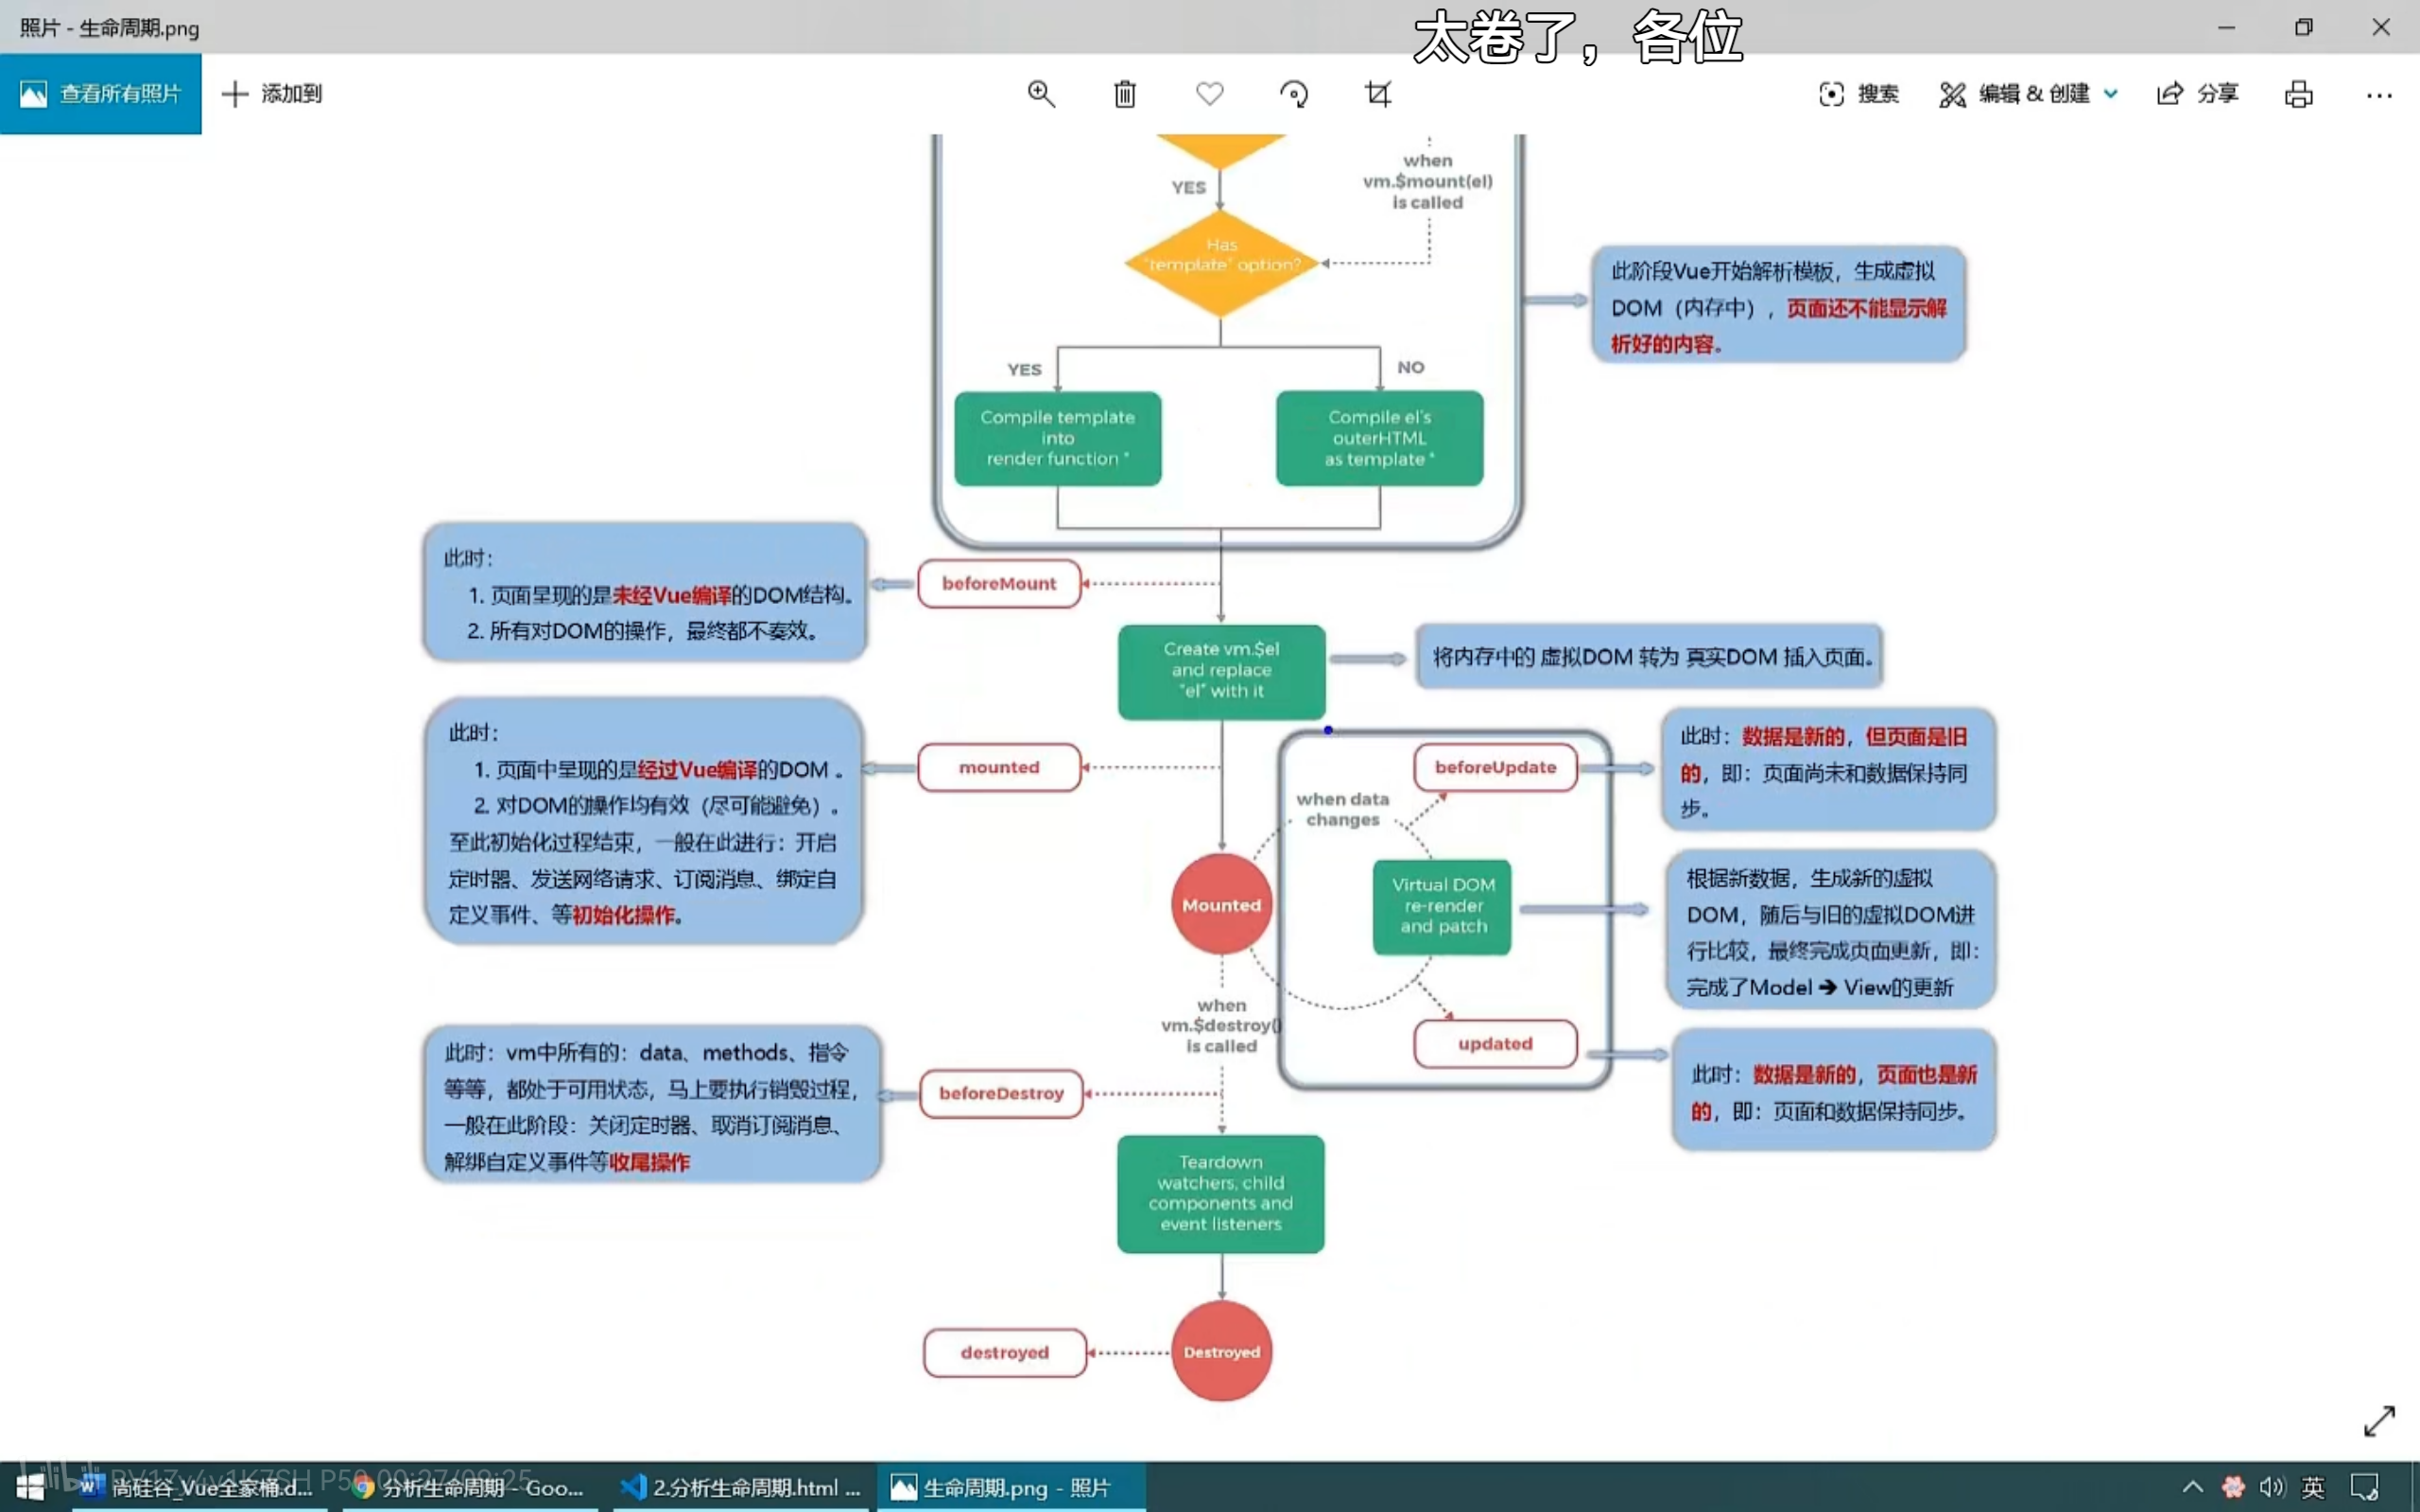 照片 - 生命周期.png
太卷了，各位
查看所有照片
添加到
搜索
编辑 & 创建
分享
when
vm.$mount(el)
is called
YES
Has
"template" option?
此阶段Vue开始解析模板，生成虚拟
DOM（内存中），页面还不能显示解
析好的内容。
YES
NO
Compile template
into
render function *
Compile el's
outerHTML
as template *
此时：
1. 页面呈现的是未经Vue编译的DOM结构。
2. 所有对DOM的操作，最终都不奏效。
beforeMount
Create vm.$el
and replace
"el" with it
将内存中的 虚拟DOM 转为 真实DOM 插入页面。
此时：
1. 页面中呈现的是经过Vue编译的DOM 。
2. 对DOM的操作均有效（尽可能避免）。
至此初始化过程结束，一般在此进行：开启
定时器、发送网络请求、订阅消息、绑定自
定义事件、等初始化操作。
mounted
beforeUpdate
此时：数据是新的，但页面是旧
的，即：页面尚未和数据保持同
步。
when data
changes
Mounted
Virtual DOM
re-render
and patch
根据新数据，生成新的虚拟
DOM，随后与旧的虚拟DOM进
行比较，最终完成页面更新，即：
完成了Model ➔ View的更新
when
vm.$destroy()
is called
updated
此时：数据是新的，页面也是新
的，即：页面和数据保持同步。
此时：vm中所有的：data、methods、指令
等等，都处于可用状态，马上要执行销毁过程，
一般在此阶段：关闭定时器、取消订阅消息、
解绑自定义事件等收尾操作
beforeDestroy
Teardown
watchers, child
components and
event listeners
destroyed
Destroyed
尚硅谷_Vue全家桶.d...
分析生命周期 - Goo...
2.分析生命周期.html ...
生命周期.png - 照片
英